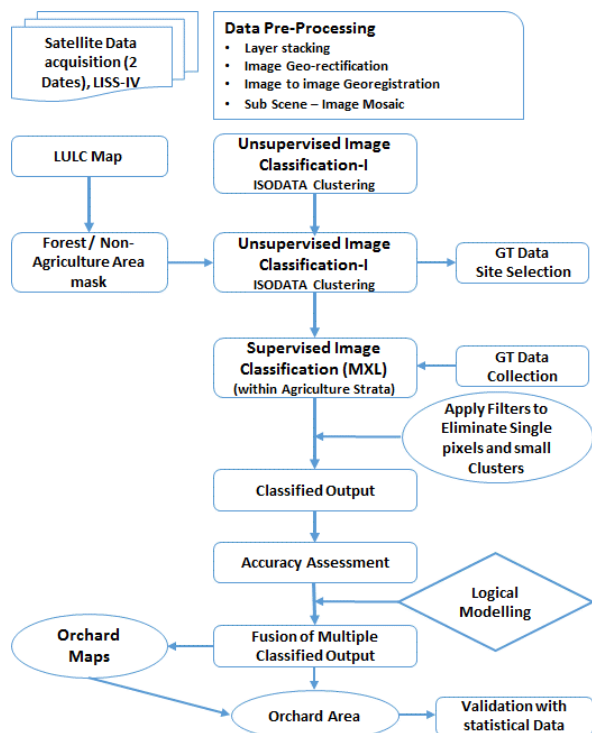 Satellite Data
acquisition (2
Dates), LISS-IV
Data Pre-Processing
• Layer stacking
• Image Geo-rectification
• Image to image Georegistration
• Sub Scene – Image Mosaic
LULC Map
Unsupervised Image
Classification-I
ISODATA Clustering
Forest / Non-
Agriculture Area
mask
Unsupervised Image
Classification-I
ISODATA Clustering
GT Data
Site Selection
Supervised Image
Classification (MXL)
(within Agriculture Strata)
GT Data
Collection
Apply Filters to
Eliminate Single
pixels and small
Clusters
Classified Output
Accuracy Assessment
Logical
Modelling
Orchard
Maps
Fusion of Multiple
Classified Output
Orchard Area
Validation with
statistical Data